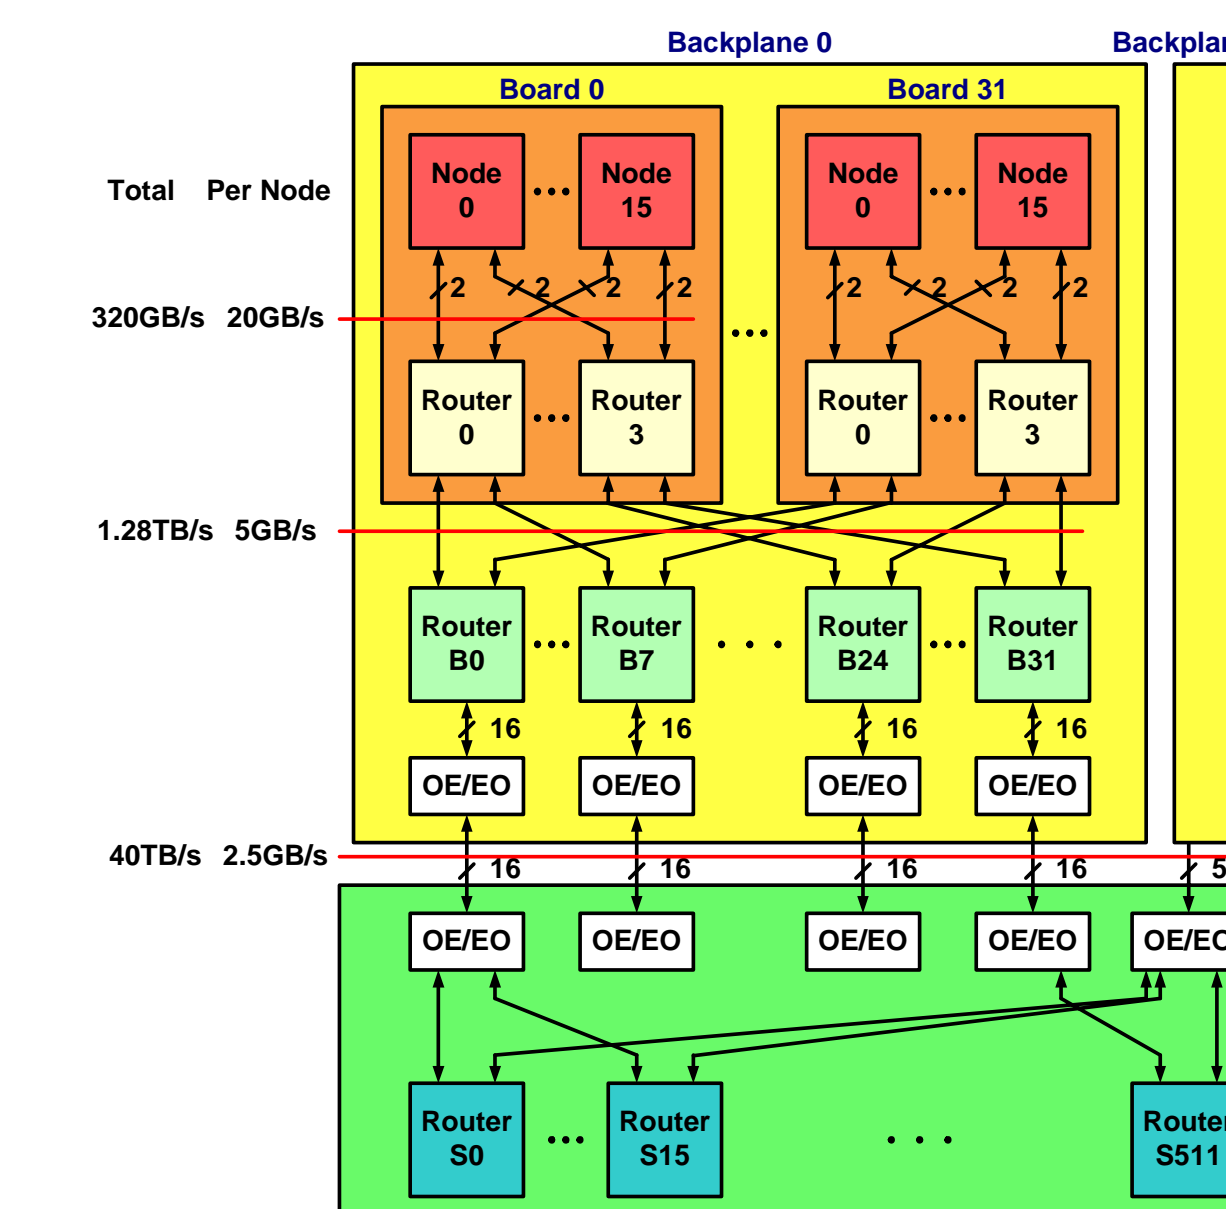 Backplane 0
Board 0
Board 31
Total Per Node
Node 0
Node 15
Node 0
Node 15
2 2 2 2 2 2 2 2
320GB/s 20GB/s
Router 0
Router 3
Router 0
Router 3
1.28TB/s 5GB/s
Router B0
Router B7
Router B24
Router B31
16 16 16 16
OE/EO OE/EO OE/EO OE/EO
40TB/s 2.5GB/s
16 16 16 16
OE/EO OE/EO OE/EO OE/EO
Router S0
Router S15
Router S511